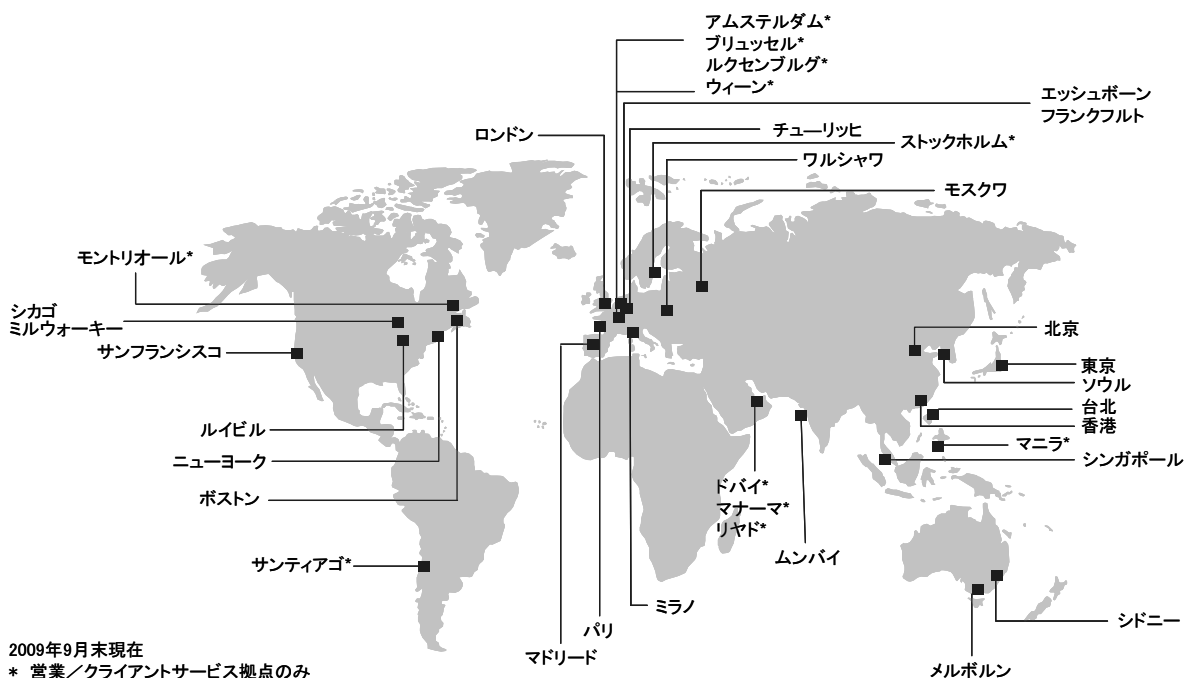 アムステルダム*
ブリュッセル*
ルクセンブルグ*
ウィーン*
エッシュボーン
フランクフルト
ロンドン
チューリッヒ
ストックホルム*
ワルシャワ
モスクワ
モントリオール*
シカゴ
ミルウォーキー
サンフランシスコ
北京
東京
ソウル
台北
香港
マニラ*
シンガポール
ルイビル
ニューヨーク
ボストン
ドバイ*
マナーマ*
リヤド*
ムンバイ
サンティアゴ*
ミラノ
パリ
マドリード
シドニー
メルボルン
2009年9月末現在
* 営業／クライアントサービス拠点のみ